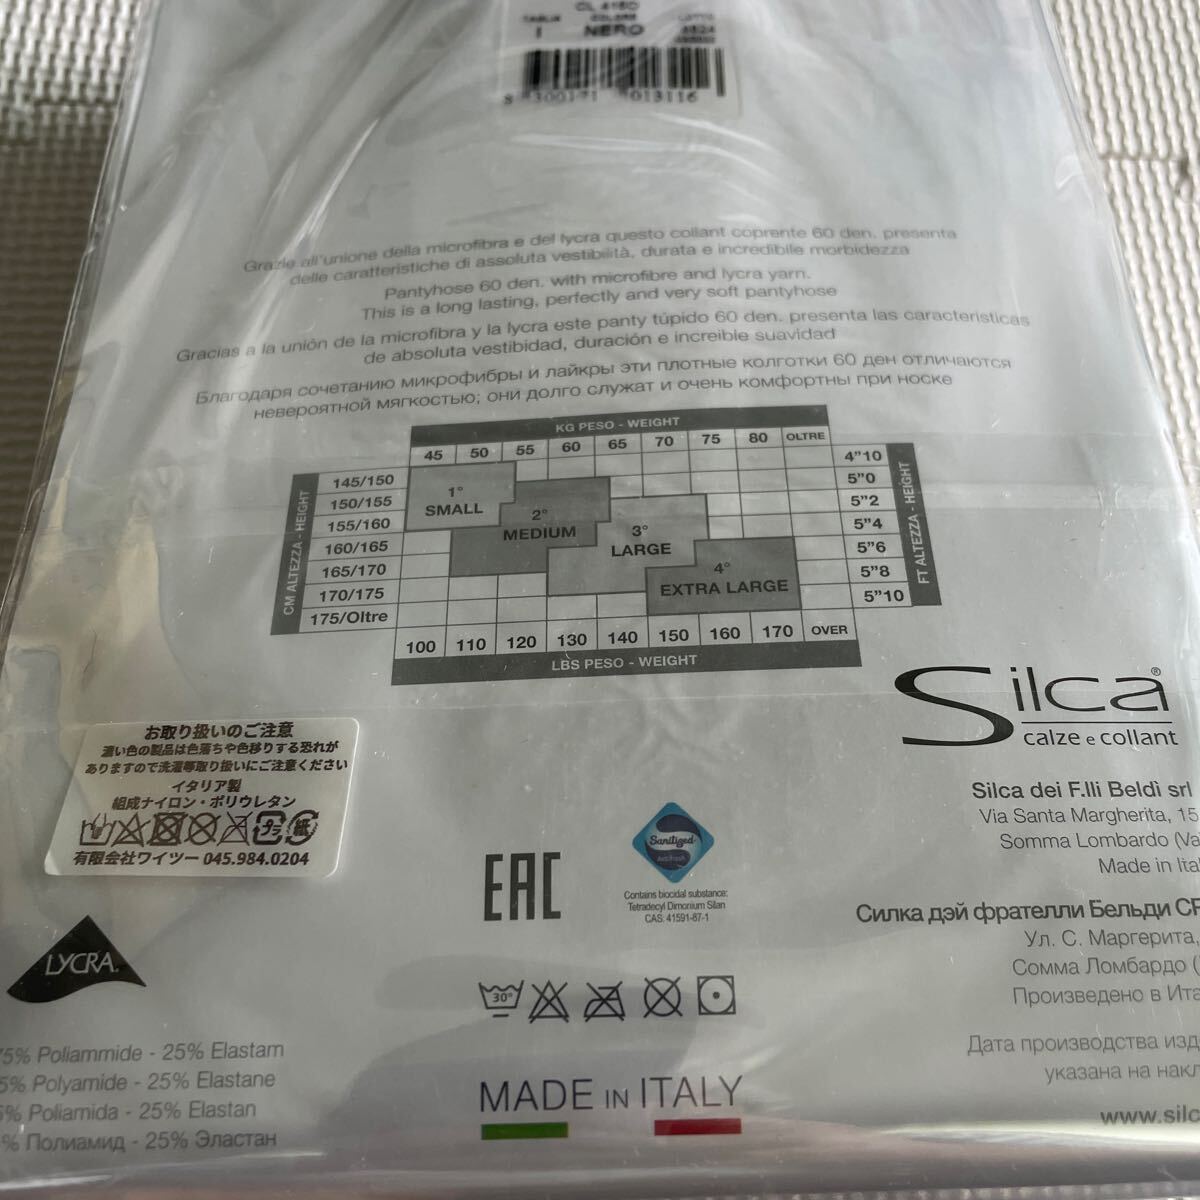 TAGLIA COLORE LOTTO
I NERO
8 300171 013116
Grazie all'unione della microfibra e del lycra questo collant coprente 60 den. presenta
delle caratteristiche di assoluta vestibilità, durata e incredibile morbidezza
Pantyhose 60 den. with microfibre and lycra yarn.
This is a long lasting, perfectly and very soft pantyhose
Gracias a la unión de la microfibra y la lycra este panty túpido 60 den. presenta las caracteristicas
de absoluta vestibidad, duración e increible suavidad
Благодаря сочетанию микрофибры и лайкры эти плотные колготки 60 ден отличаются
невероятной мягкостью; они долго служат и очень комфортны при носке
KG PESO - WEIGHT
45 50 55 60 65 70 75 80 OLTRE
CM ALTEZZA - HEIGHT
145/150
150/155
155/160
160/165
165/170
170/175
175/Oltre
1°
SMALL
2°
MEDIUM
3°
LARGE
4°
EXTRA LARGE
4”10
5”0
5”2
5”4
5”6
5”8
5”10
FT ALTEZZA - HEIGHT
100 110 120 130 140 150 160 170 OVER
LBS PESO - WEIGHT
Silca®
calze e collant
お取り扱いのご注意
濃い色の製品は色落ちや色移りする恐れが
ありますので洗濯等取り扱いにご注意ください
イタリア製
組成ナイロン・ポリウレタン
プラ 紙
有限会社ワイツー 045.984.0204
Silca dei F.lli Beldì srl
Via Santa Margherita, 15
Somma Lombardo (Va
Made in Ital
EAC
Sanitized
Actifresh
Contains biocidal substance:
Tetradecyl Dimonium Silan
CAS. 41591-87-1
Силка дэй фрателли Бельди СР
Ул. С. Маргерита,
Сомма Ломбардо (
Произведено в Ита
LYCRA
30°
75% Poliammide - 25% Elastam
5% Polyamide - 25% Elastane
5% Poliamida - 25% Elastan
% Полиамид - 25% Эластан
MADE IN ITALY
Дата производства изд
указана на накл
www.silc